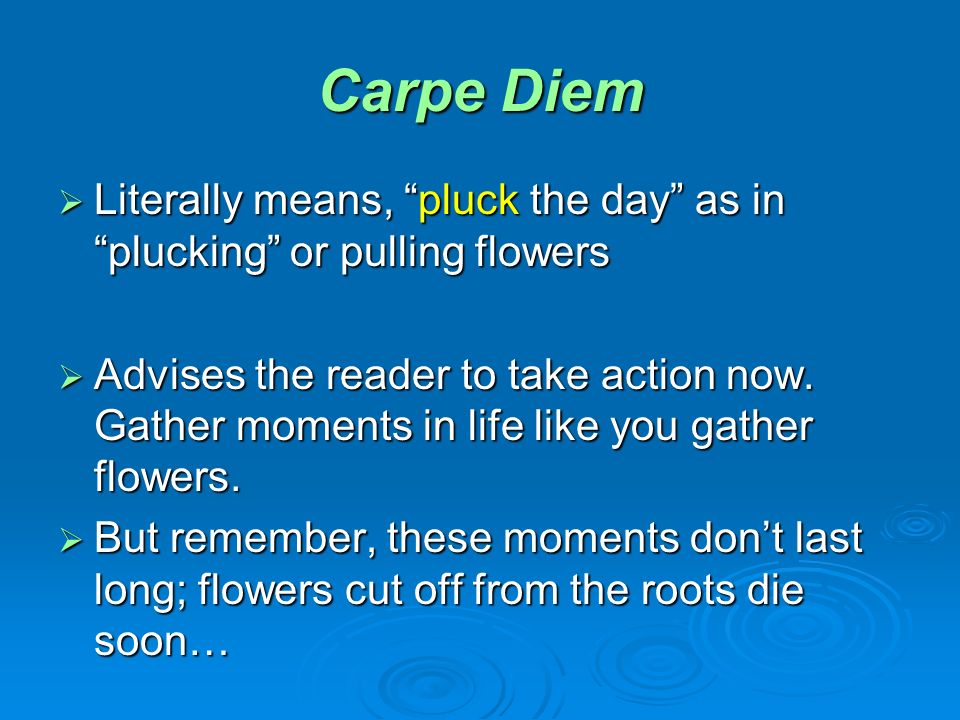 Carpe Diem
➢ Literally means, “pluck the day” as in
“plucking” or pulling flowers
➢ Advises the reader to take action now.
Gather moments in life like you gather
flowers.
➢ But remember, these moments don’t last
long; flowers cut off from the roots die
soon…